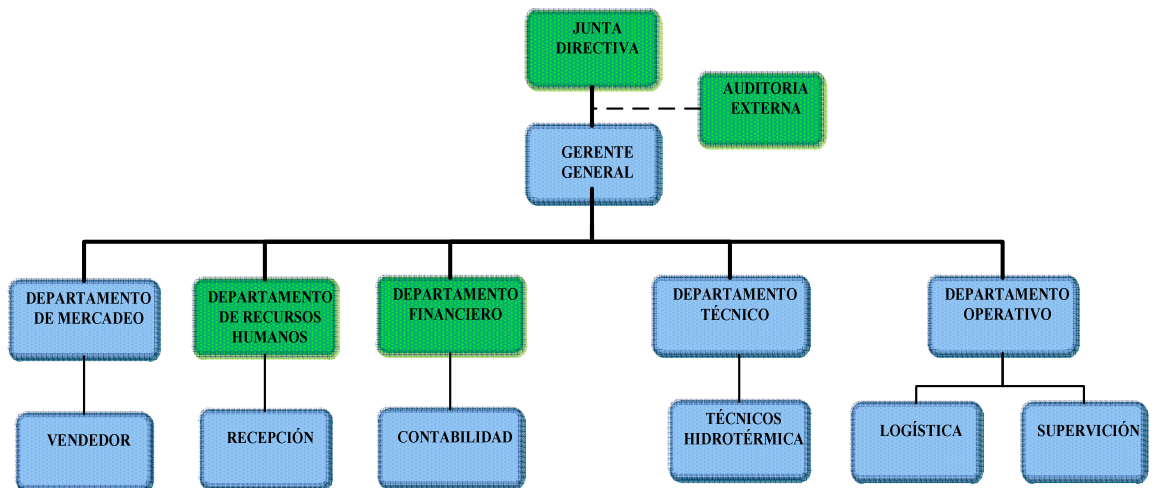 JUNTA
DIRECTIVA
AUDITORIA
EXTERNA
GERENTE
GENERAL
DEPARTAMENTO
DE MERCADEO
DEPARTAMENTO
DE RECURSOS
HUMANOS
DEPARTAMENTO
FINANCIERO
DEPARTAMENTO
TÉCNICO
DEPARTAMENTO
OPERATIVO
VENDEDOR
RECEPCIÓN
CONTABILIDAD
TÉCNICOS
HIDROTÉRMICA
LOGÍSTICA
SUPERVICIÓN